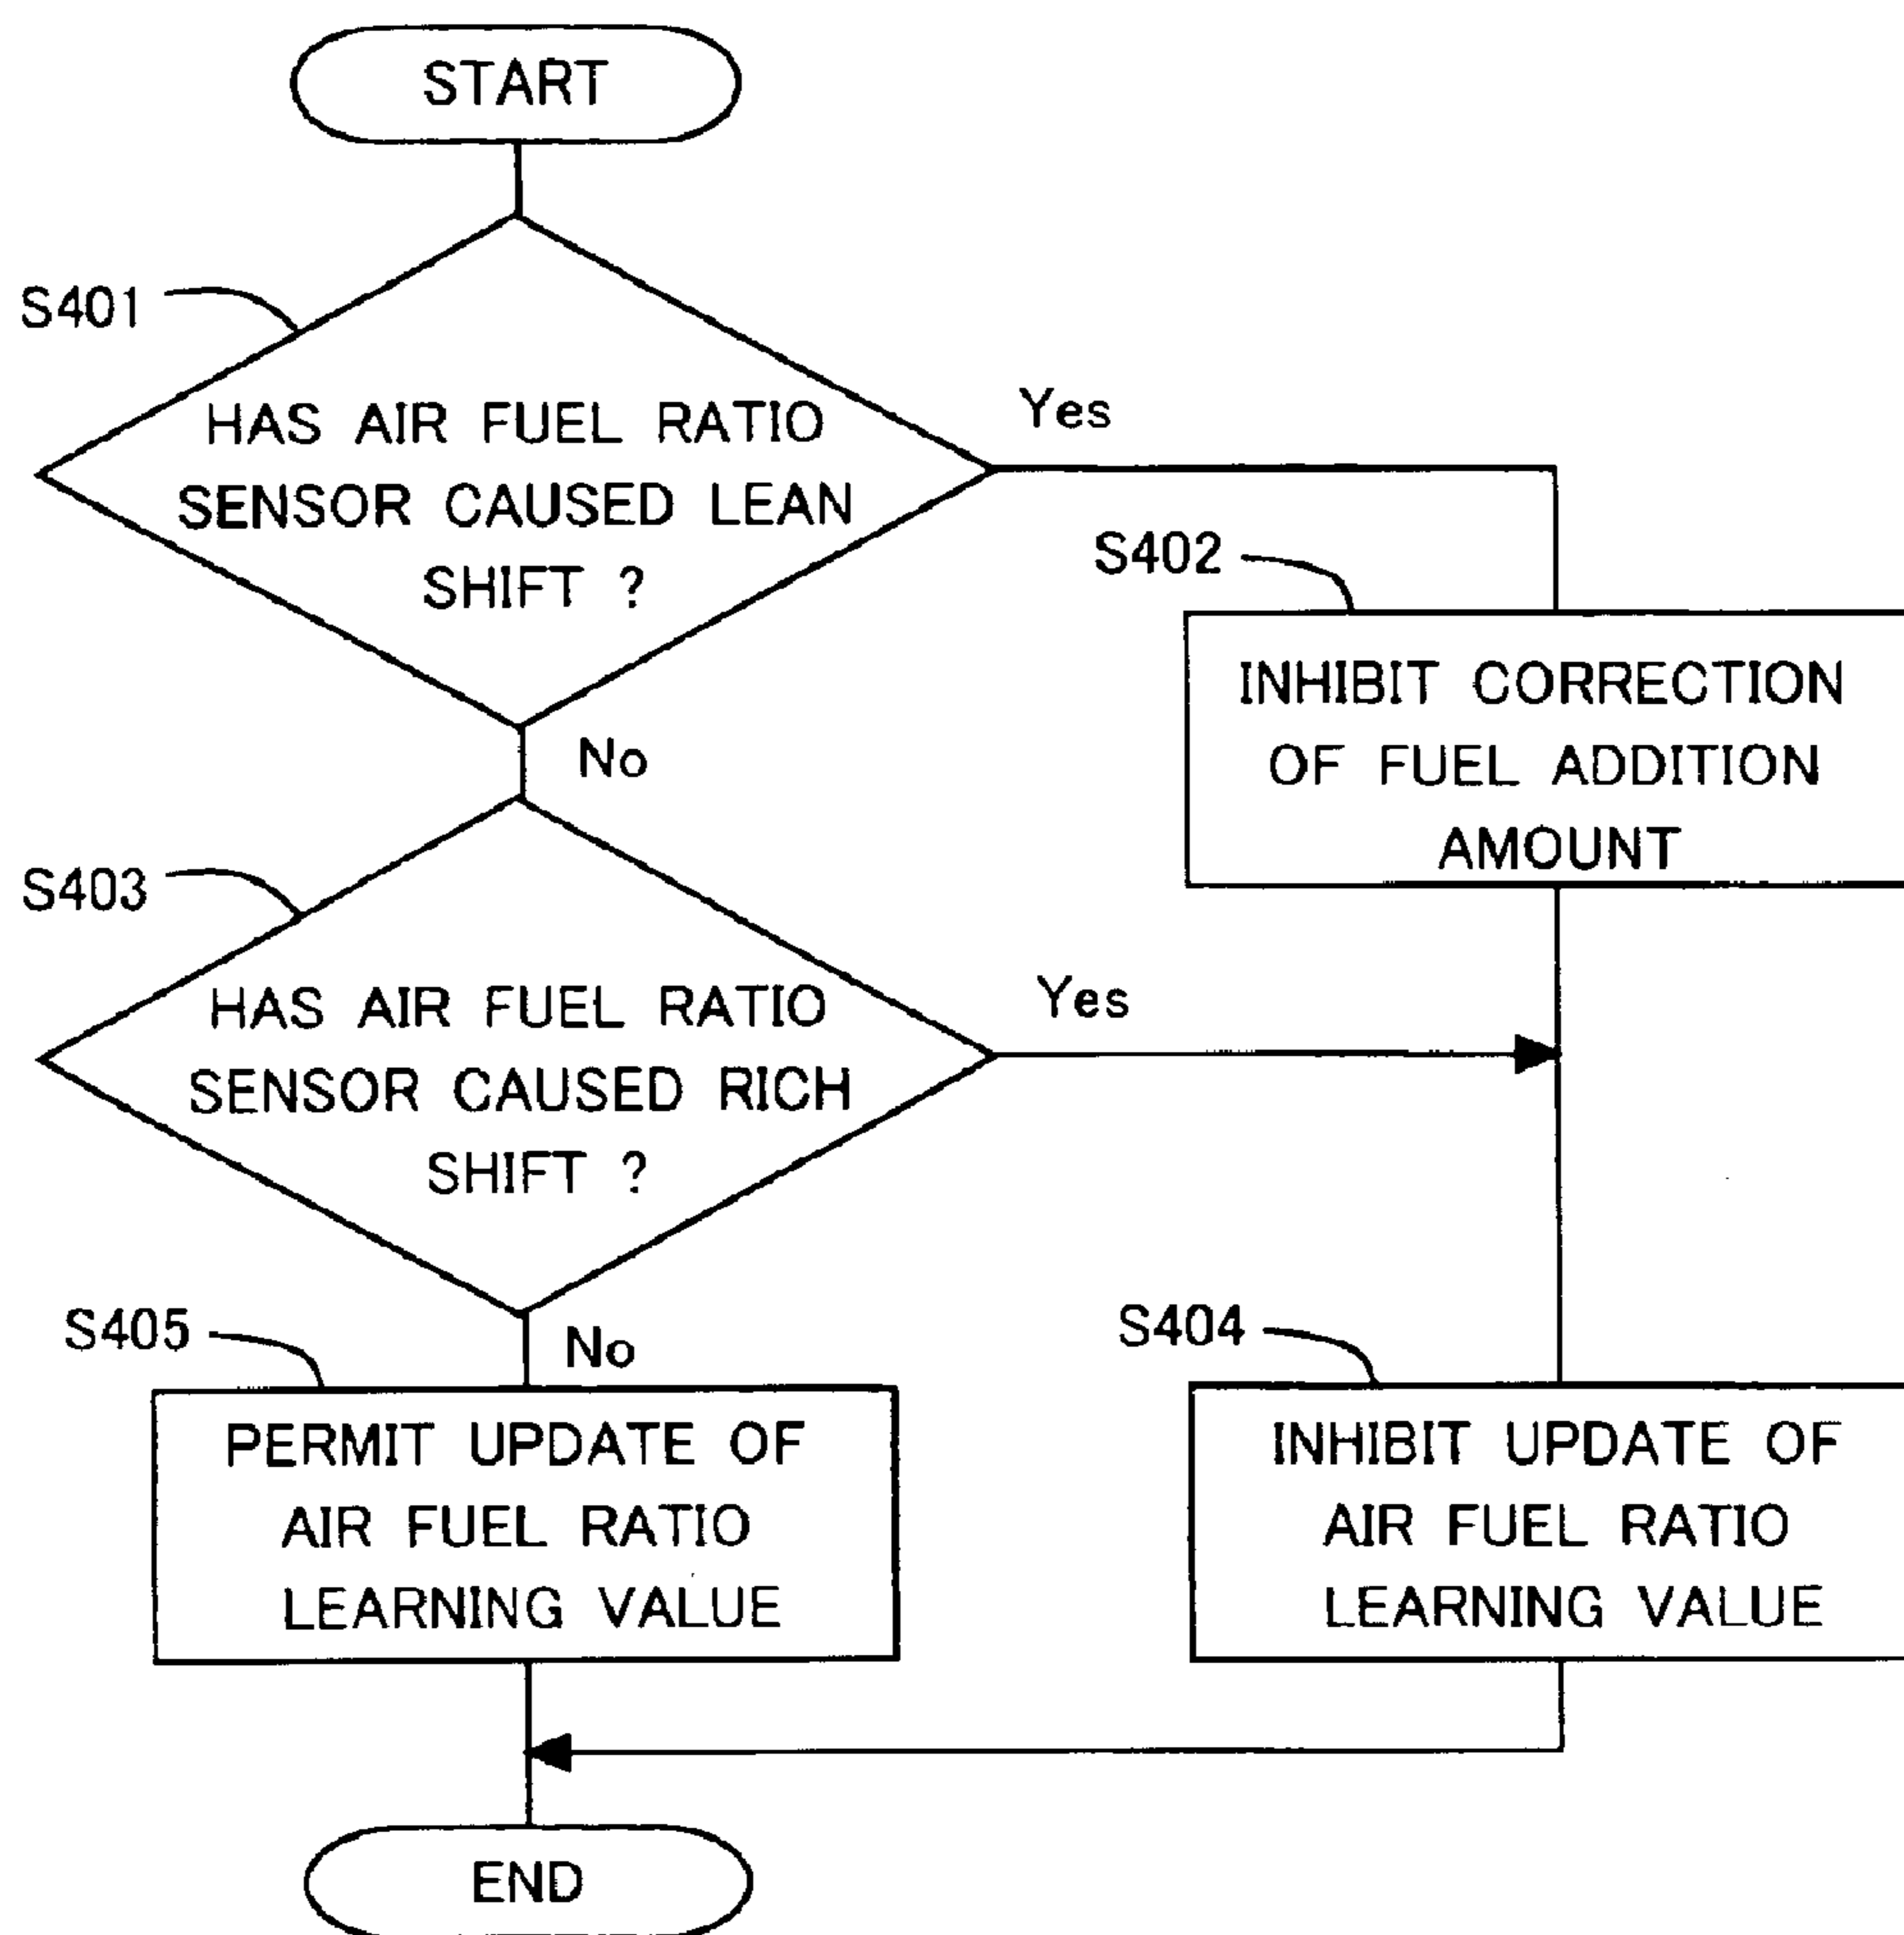 START
S401
HAS AIR FUEL RATIO
SENSOR CAUSED LEAN
SHIFT ?
Yes
No
S402
INHIBIT CORRECTION
OF FUEL ADDITION
AMOUNT
S403
HAS AIR FUEL RATIO
SENSOR CAUSED RICH
SHIFT ?
Yes
No
S405
PERMIT UPDATE OF
AIR FUEL RATIO
LEARNING VALUE
S404
INHIBIT UPDATE OF
AIR FUEL RATIO
LEARNING VALUE
END